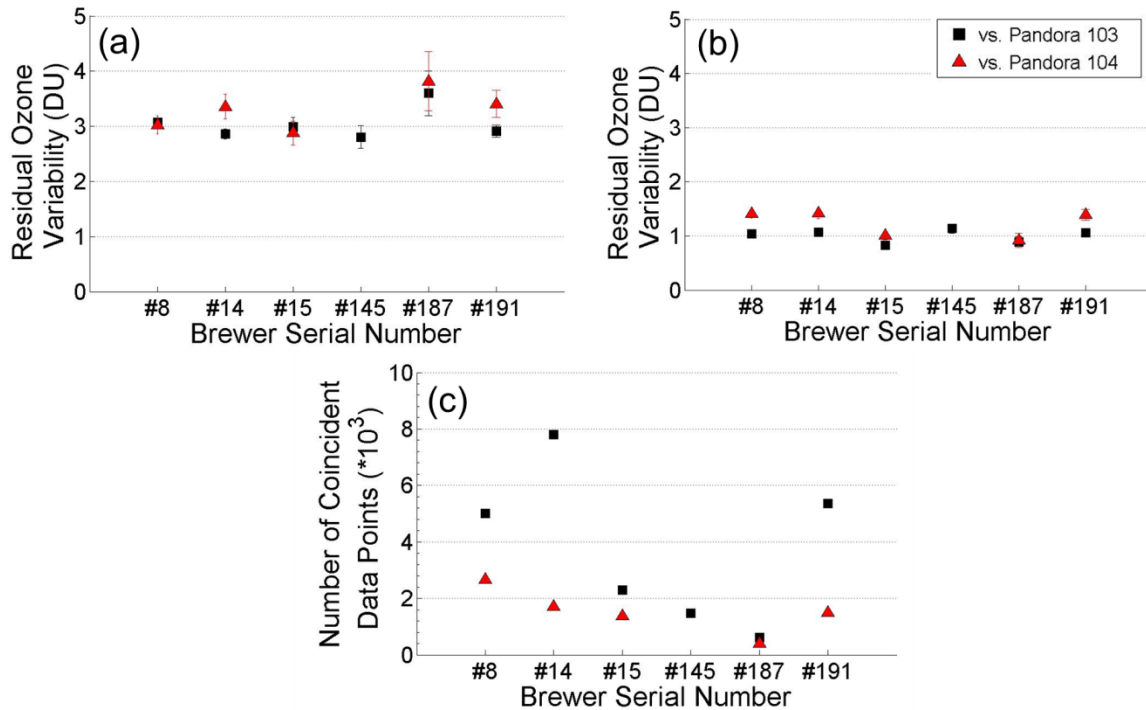 (a)
Residual Ozone
Variability (DU)
5
4
3
2
1
0
#8 #14 #15 #145 #187 #191
Brewer Serial Number
(b)
vs. Pandora 103
vs. Pandora 104
Residual Ozone
Variability (DU)
5
4
3
2
1
0
#8 #14 #15 #145 #187 #191
Brewer Serial Number
(c)
Number of Coincident
Data Points (*10³)
10
8
6
4
2
0
#8 #14 #15 #145 #187 #191
Brewer Serial Number